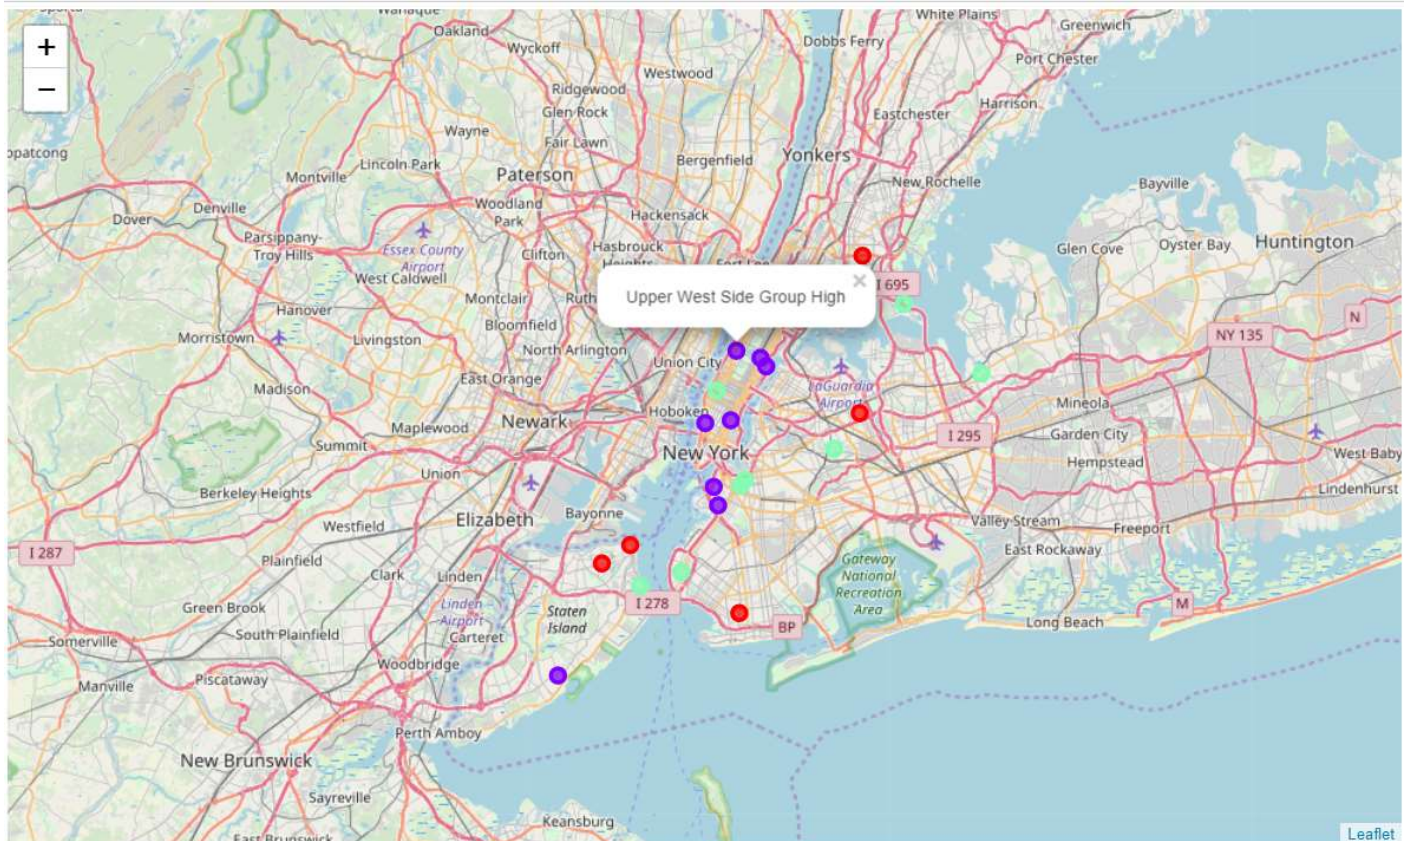 Sparta
Wanaque
White Plains
Greenwich
+
Oakland
Wyckoff
Dobbs Ferry
Port Chester
−
Westwood
Ridgewood
Harrison
Glen Rock
Eastchester
Wayne
Fair Lawn
opatcong
Lincoln Park
Bergenfield
Yonkers
Montville
Paterson
New Rochelle
Bayville
Denville
Woodland
Park
Dover
Hackensack
Parsippany-
Troy Hills
Essex County
Airport
Clifton
Hasbrouck
Heights
Fort Lee
Glen Cove
Oyster Bay
Huntington
West Caldwell
×
I 695
Upper West Side Group High
Montclair
Ruth
Hanover
N
Bloomfield
Morristown
Livingston
North Arlington
NY 135
Union City
East Orange
LaGuardia
Airport
Madison
Mineola
Hoboken
Newark
Maplewood
I 295
Garden City
Summit
New York
West Baby
Union
Hempstead
Berkeley Heights
Lindenhurst
Bayonne
Elizabeth
Westfield
Valley Stream
Freeport
I 287
East Rockaway
Plainfield
Gateway
National
Recreation
Area
Clark
Linden
I 278
M
Green Brook
Linden
Airport
Staten
Island
BP
Long Beach
Somerville
South Plainfield
Carteret
Woodbridge
Piscataway
Manville
Perth Amboy
New Brunswick
Sayreville
Keansburg
East Brunswick
Leaflet